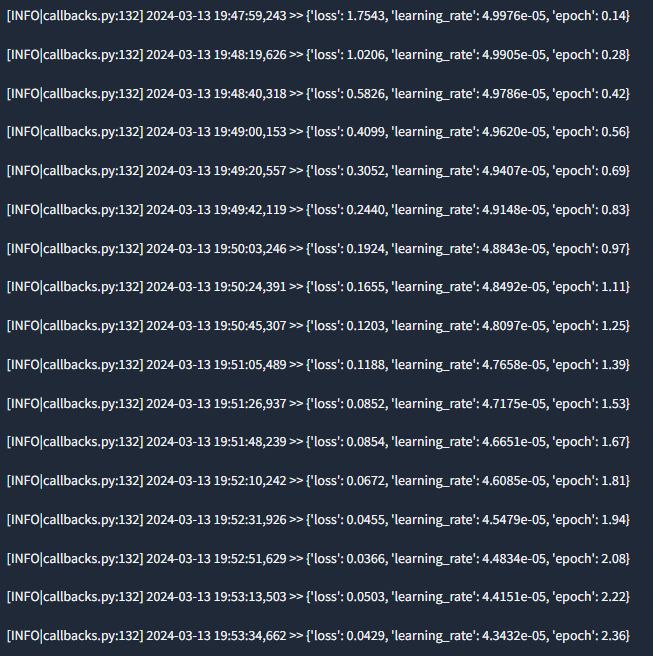 [INFO|callbacks.py:132] 2024-03-13 19:47:59,243 >> {'loss': 1.7543, 'learning_rate': 4.9976e-05, 'epoch': 0.14}
[INFO|callbacks.py:132] 2024-03-13 19:48:19,626 >> {'loss': 1.0206, 'learning_rate': 4.9905e-05, 'epoch': 0.28}
[INFO|callbacks.py:132] 2024-03-13 19:48:40,318 >> {'loss': 0.5826, 'learning_rate': 4.9786e-05, 'epoch': 0.42}
[INFO|callbacks.py:132] 2024-03-13 19:49:00,153 >> {'loss': 0.4099, 'learning_rate': 4.9620e-05, 'epoch': 0.56}
[INFO|callbacks.py:132] 2024-03-13 19:49:20,557 >> {'loss': 0.3052, 'learning_rate': 4.9407e-05, 'epoch': 0.69}
[INFO|callbacks.py:132] 2024-03-13 19:49:42,119 >> {'loss': 0.2440, 'learning_rate': 4.9148e-05, 'epoch': 0.83}
[INFO|callbacks.py:132] 2024-03-13 19:50:03,246 >> {'loss': 0.1924, 'learning_rate': 4.8843e-05, 'epoch': 0.97}
[INFO|callbacks.py:132] 2024-03-13 19:50:24,391 >> {'loss': 0.1655, 'learning_rate': 4.8492e-05, 'epoch': 1.11}
[INFO|callbacks.py:132] 2024-03-13 19:50:45,307 >> {'loss': 0.1203, 'learning_rate': 4.8097e-05, 'epoch': 1.25}
[INFO|callbacks.py:132] 2024-03-13 19:51:05,489 >> {'loss': 0.1188, 'learning_rate': 4.7658e-05, 'epoch': 1.39}
[INFO|callbacks.py:132] 2024-03-13 19:51:26,937 >> {'loss': 0.0852, 'learning_rate': 4.7175e-05, 'epoch': 1.53}
[INFO|callbacks.py:132] 2024-03-13 19:51:48,239 >> {'loss': 0.0854, 'learning_rate': 4.6651e-05, 'epoch': 1.67}
[INFO|callbacks.py:132] 2024-03-13 19:52:10,242 >> {'loss': 0.0672, 'learning_rate': 4.6085e-05, 'epoch': 1.81}
[INFO|callbacks.py:132] 2024-03-13 19:52:31,926 >> {'loss': 0.0455, 'learning_rate': 4.5479e-05, 'epoch': 1.94}
[INFO|callbacks.py:132] 2024-03-13 19:52:51,629 >> {'loss': 0.0366, 'learning_rate': 4.4834e-05, 'epoch': 2.08}
[INFO|callbacks.py:132] 2024-03-13 19:53:13,503 >> {'loss': 0.0503, 'learning_rate': 4.4151e-05, 'epoch': 2.22}
[INFO|callbacks.py:132] 2024-03-13 19:53:34,662 >> {'loss': 0.0429, 'learning_rate': 4.3432e-05, 'epoch': 2.36}